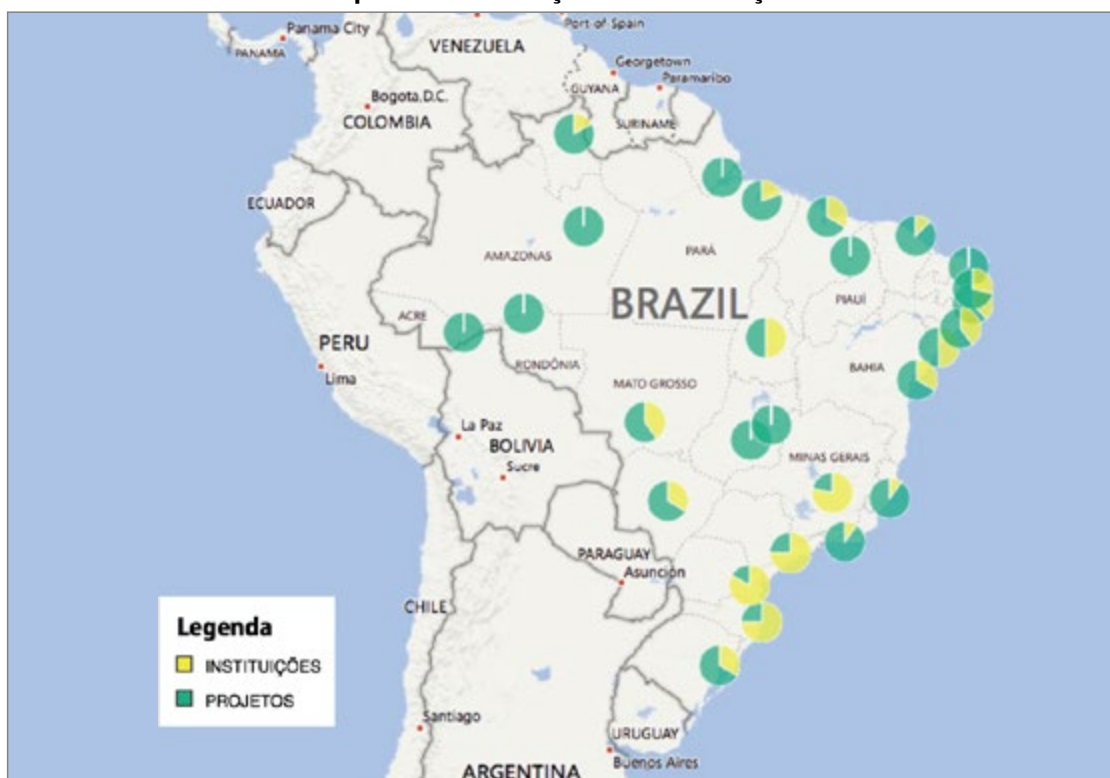 Port-of-Spain
Panama City
PANAMA
VENEZUELA
Georgetown
Paramaribo
GUYANA
Bogota,D.C.
COLOMBIA
SURINAME
ECUADOR
AMAZONAS
PARÁ
BRAZIL
PIAUÍ
ACRE
PERU
Lima
RONDÔNIA
BAHIA
MATO GROSSO
La Paz
BOLIVIA
Sucre
MINAS GERAIS
PARAGUAY
Asunción
CHILE
Legenda
INSTITUIÇÕES
PROJETOS
Santiago
URUGUAY
Buenos Aires
ARGENTINA